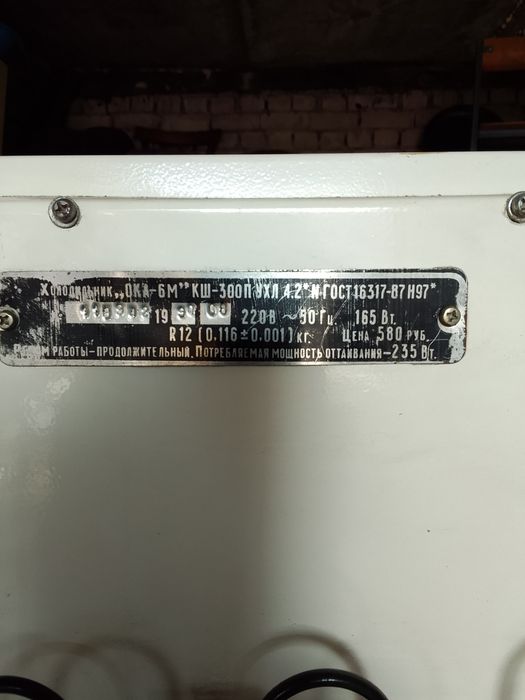 Холодильник „ОКА-6М” КШ-300П УХЛ 4.2* И ГОСТ16317-87 Н97*
19 220В ~ 50 Гц 165 Вт
R12 (0.116±0.001) кг Цена 580 руб.
работы-продолжительный. Потребляемая мощность оттаивания-235 Вт.